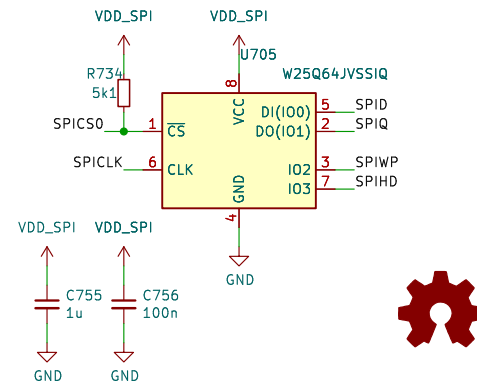 VDD_SPI
VDD_SPI
U705
R734
5k1
W25Q64JVSSIQ
8
VCC
SPICS0
1
CS
DI(IO0)
5
SPID
DO(IO1)
2
SPIQ
SPICLK
6
CLK
IO2
3
SPIWP
IO3
7
SPIHD
GND
4
GND
VDD_SPI
VDD_SPI
C755
1u
C756
100n
GND
GND